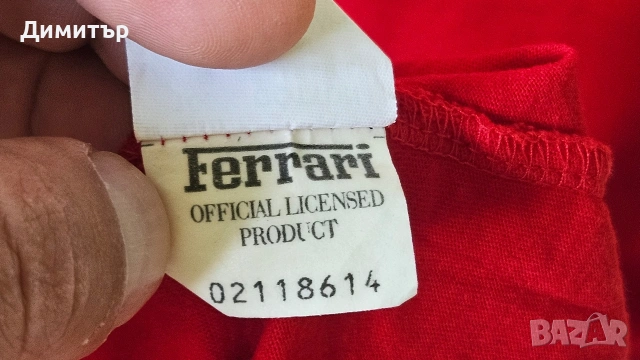 Димитър
Ferrari
OFFICIAL LICENSED
PRODUCT
02118614
BAZAR